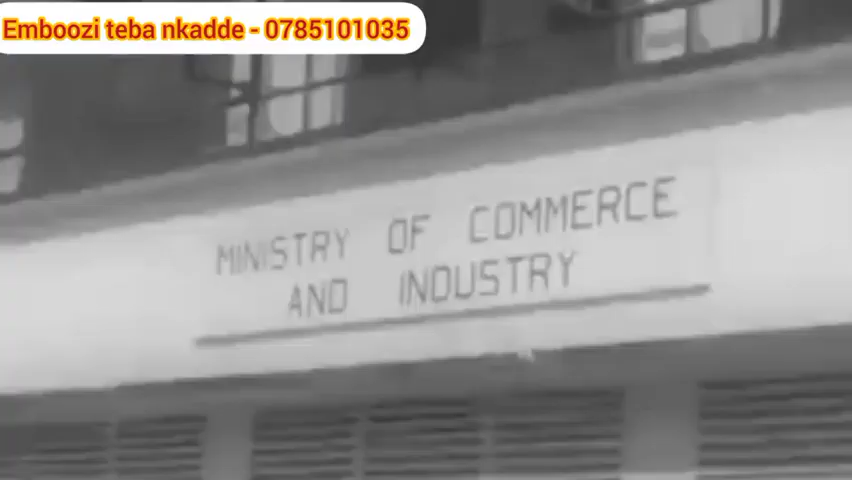 Emboozi teba nkadde - 0785101035
MINISTRY OF COMMERCE
AND INDUSTRY